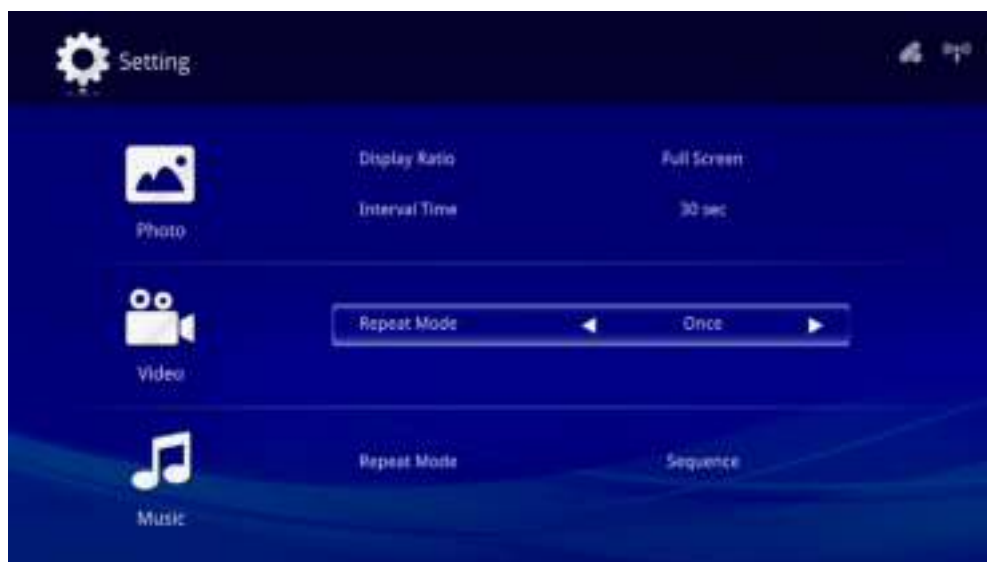 Setting
Display Ratio Full Screen
Interval Time 30 sec
Photo
Repeat Mode Once
Video
Repeat Mode Sequence
Music